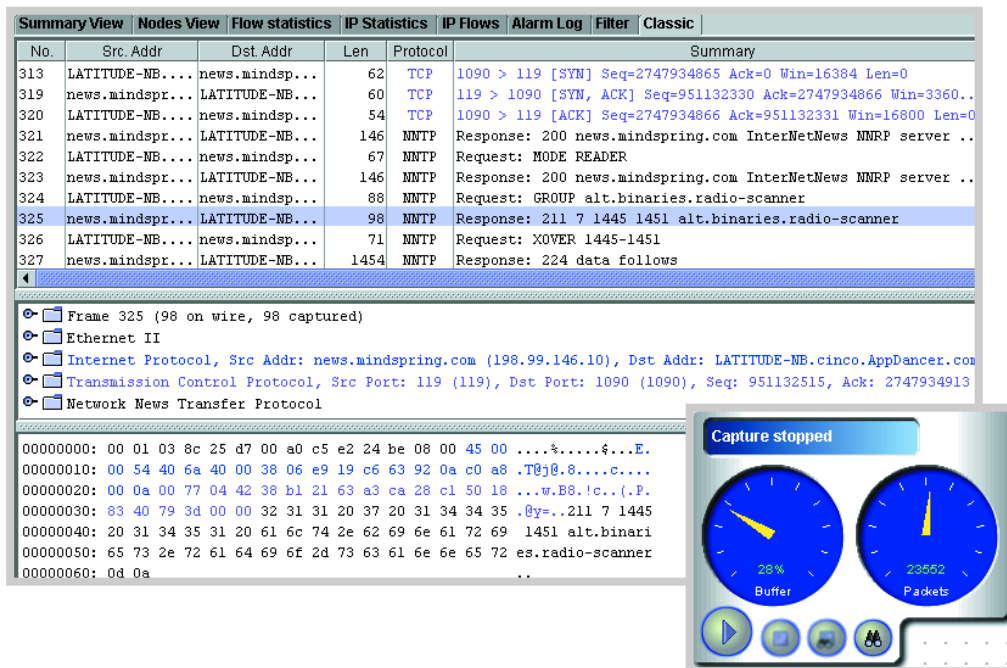 Summary View Nodes View Flow statistics IP Statistics IP Flows Alarm Log Filter Classic
No. Src. Addr Dst. Addr Len Protocol Summary
313 LATITUDE-NB.... news.mindsp... 62 TCP 1090 > 119 [SYN] Seq=2747934865 Ack=0 Win=16384 Len=0
319 news.mindspr... LATITUDE-NB... 60 TCP 119 > 1090 [SYN, ACK] Seq=951132330 Ack=2747934866 Win=3360..
320 LATITUDE-NB.... news.mindsp... 54 TCP 1090 > 119 [ACK] Seq=2747934866 Ack=951132331 Win=16800 Len=0
321 news.mindspr... LATITUDE-NB... 146 NNTP Response: 200 news.mindspring.com InterNetNews NNRP server ..
322 LATITUDE-NB.... news.mindsp... 67 NNTP Request: MODE READER
323 news.mindspr... LATITUDE-NB... 146 NNTP Response: 200 news.mindspring.com InterNetNews NNRP server ..
324 LATITUDE-NB.... news.mindsp... 88 NNTP Request: GROUP alt.binaries.radio-scanner
325 news.mindspr... LATITUDE-NB... 98 NNTP Response: 211 7 1445 1451 alt.binaries.radio-scanner
326 LATITUDE-NB.... news.mindsp... 71 NNTP Request: XOVER 1445-1451
327 news.mindspr... LATITUDE-NB... 1454 NNTP Response: 224 data follows
Frame 325 (98 on wire, 98 captured)
Ethernet II
Internet Protocol, Src Addr: news.mindspring.com (198.99.146.10), Dst Addr: LATITUDE-NB.cinco.AppDancer.com
Transmission Control Protocol, Src Port: 119 (119), Dst Port: 1090 (1090), Seq: 951132515, Ack: 2747934913
Network News Transfer Protocol
00000000: 00 01 03 8c 25 d7 00 a0 c5 e2 24 be 08 00 45 00 ....%.....$...E.
00000010: 00 54 40 6a 40 00 38 06 e9 19 c6 63 92 0a c0 a8 .T@j@.8....c....
00000020: 00 0a 00 77 04 42 38 b1 21 63 a3 ca 28 c1 50 18 ...w.B8.!c..(.P.
00000030: 83 40 79 3d 00 00 32 31 31 20 37 20 31 34 34 35 .@y=..211 7 1445
00000040: 20 31 34 35 31 20 61 6c 74 2e 62 69 6e 61 72 69 1451 alt.binari
00000050: 65 73 2e 72 61 64 69 6f 2d 73 63 61 6e 6e 65 72 es.radio-scanner
00000060: 0d 0a ..
Capture stopped
28%
Buffer
23552
Packets